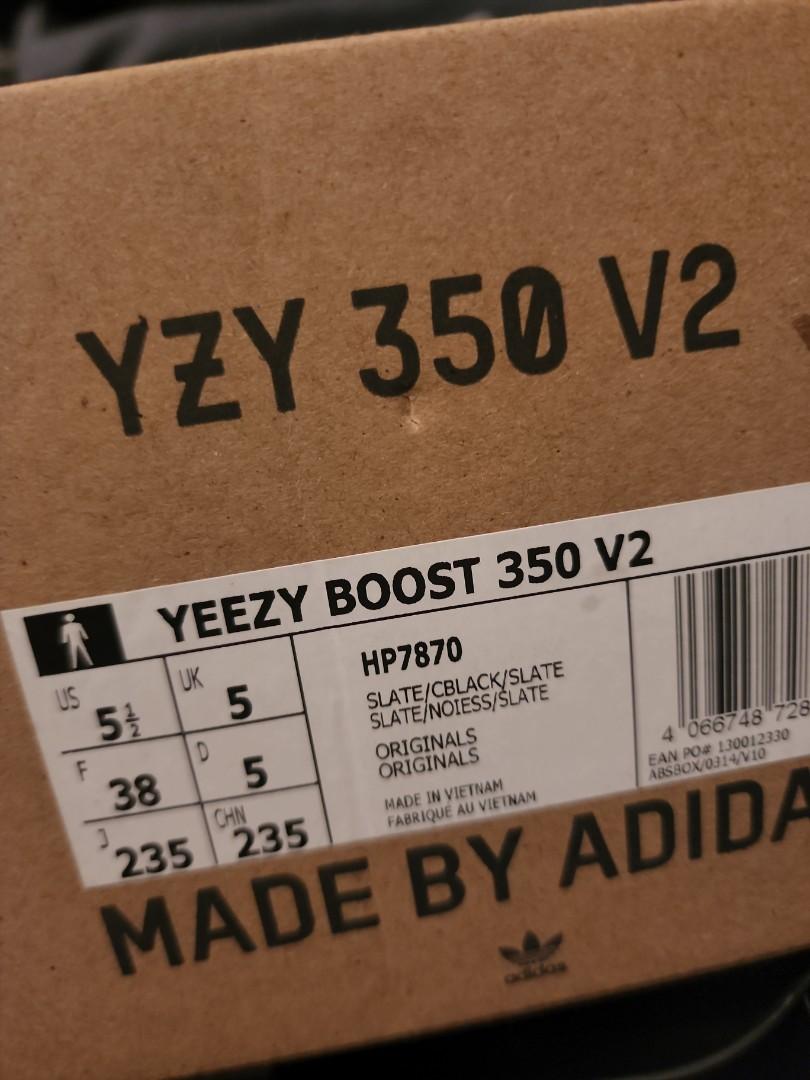 YZY 350 V2
YEEZY BOOST 350 V2
US 5½
UK 5
F 38
D 5
J 235
CHN 235
HP7870
SLATE/CBLACK/SLATE
SLATE/NOIESS/SLATE
ORIGINALS
ORIGINALS
MADE IN VIETNAM
FABRIQUÉ AU VIETNAM
4 066748 728
EAN PO# 130012330
ABSBOX/0314/V10
MADE BY ADIDA
adidas